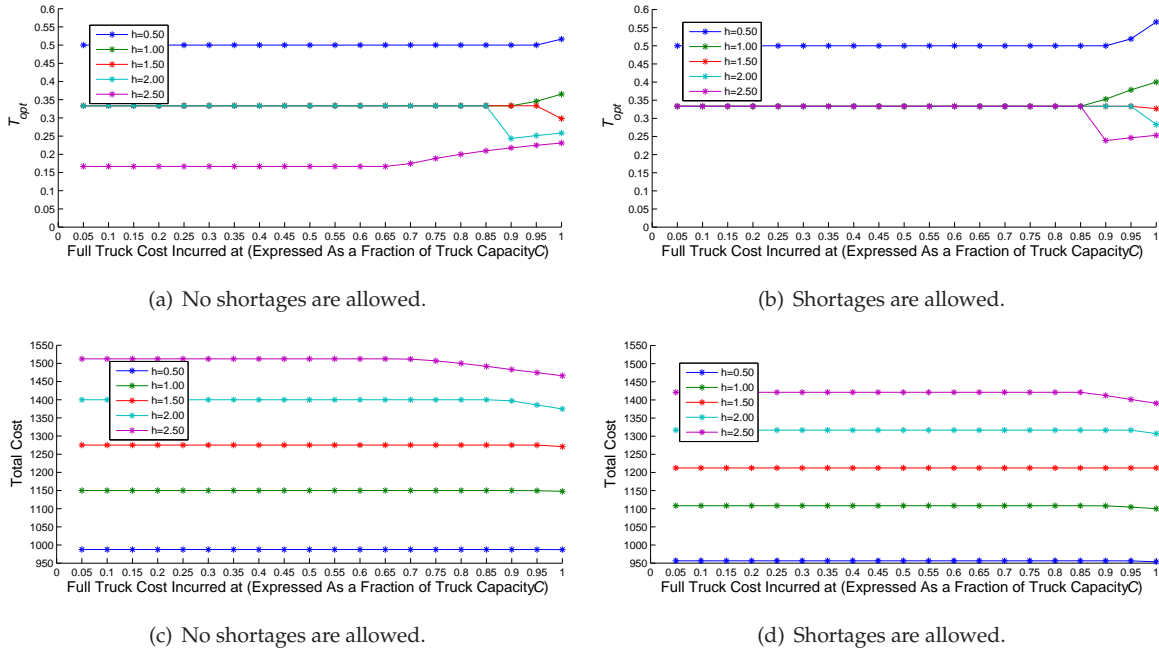 0.6
0.55
0.5
0.45
0.4
0.35
0.3
0.25
0.2
0.15
0.1
0.05
0
T_opt
h=0.50
h=1.00
h=1.50
h=2.00
h=2.50
0 0.05 0.1 0.15 0.2 0.25 0.3 0.35 0.4 0.45 0.5 0.55 0.6 0.65 0.7 0.75 0.8 0.85 0.9 0.95 1
Full Truck Cost Incurred at (Expressed As a Fraction of Truck CapacityC)
(a) No shortages are allowed.
0.6
0.55
0.5
0.45
0.4
0.35
0.3
0.25
0.2
0.15
0.1
0.05
0
T_opt
h=0.50
h=1.00
h=1.50
h=2.00
h=2.50
0 0.05 0.1 0.15 0.2 0.25 0.3 0.35 0.4 0.45 0.5 0.55 0.6 0.65 0.7 0.75 0.8 0.85 0.9 0.95 1
Full Truck Cost Incurred at (Expressed As a Fraction of Truck CapacityC)
(b) Shortages are allowed.
1550
1500
1450
1400
1350
1300
1250
1200
1150
1100
1050
1000
950
Total Cost
h=0.50
h=1.00
h=1.50
h=2.00
h=2.50
0 0.05 0.1 0.15 0.2 0.25 0.3 0.35 0.4 0.45 0.5 0.55 0.6 0.65 0.7 0.75 0.8 0.85 0.9 0.95 1
Full Truck Cost Incurred at (Expressed As a Fraction of Truck CapacityC)
(c) No shortages are allowed.
1550
1500
1450
1400
1350
1300
1250
1200
1150
1100
1050
1000
950
Total Cost
h=0.50
h=1.00
h=1.50
h=2.00
h=2.50
0 0.05 0.1 0.15 0.2 0.25 0.3 0.35 0.4 0.45 0.5 0.55 0.6 0.65 0.7 0.75 0.8 0.85 0.9 0.95 1
Full Truck Cost Incurred at (Expressed As a Fraction of Truck CapacityC)
(d) Shortages are allowed.